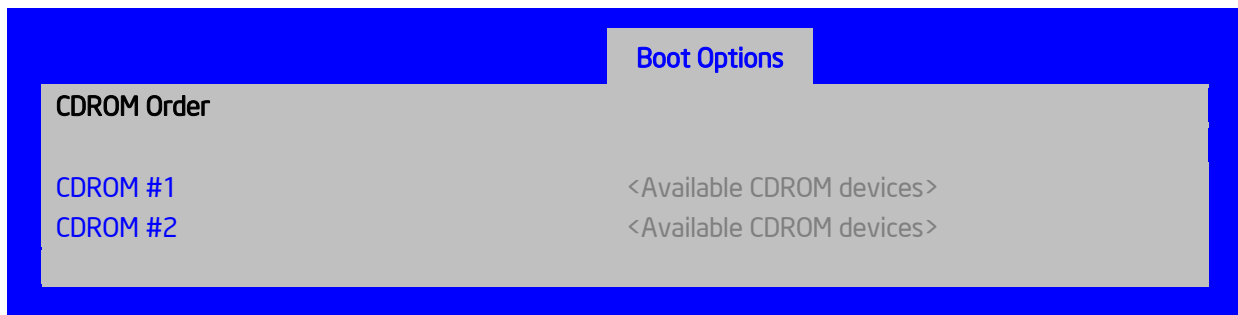 Boot Options
CDROM Order
CDROM #1 <Available CDROM devices>
CDROM #2 <Available CDROM devices>